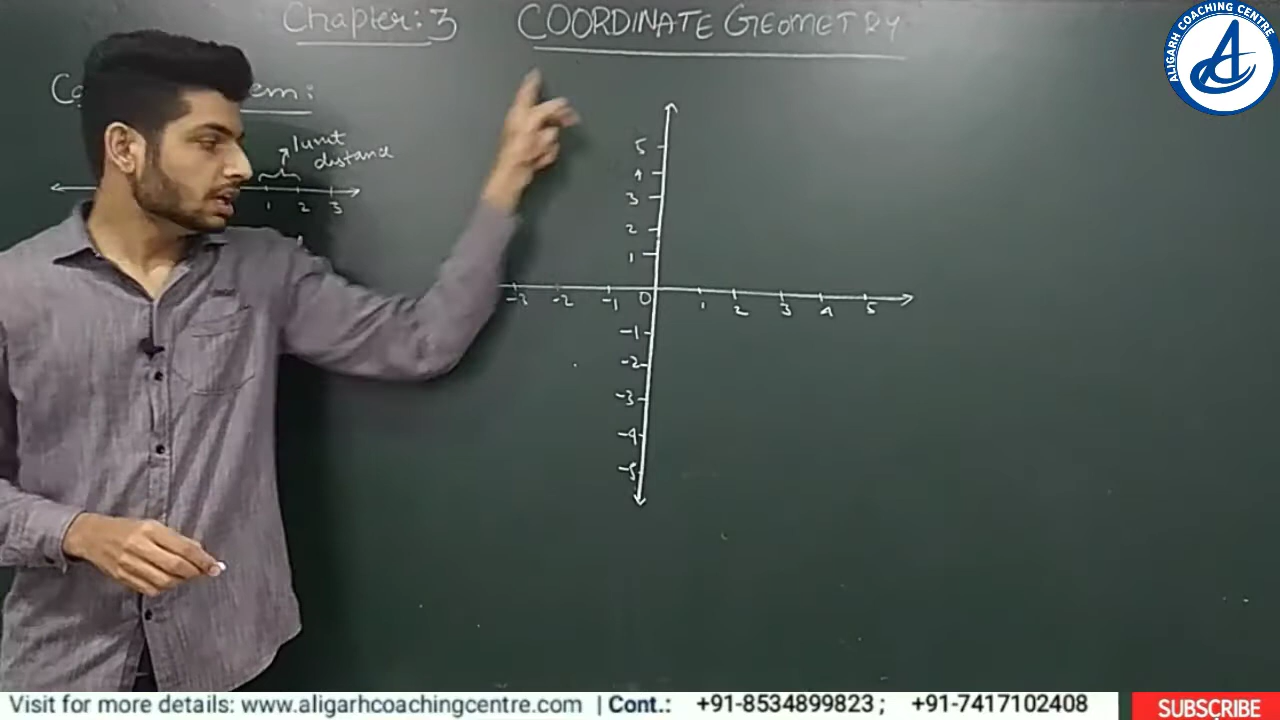 Chapter: 3 COORDINATE GEOMETRY
ALIGARH COACHING CENTRE
em:
1 unit
distance
1 2 3
5
4
3
2
1
-3 -2 -1 0 1 2 3 4 5
-1
-2
-3
-4
-5
Visit for more details: www.aligarhcoachingcentre.com | Cont.: +91-8534899823 ; +91-7417102408 SUBSCRIBE